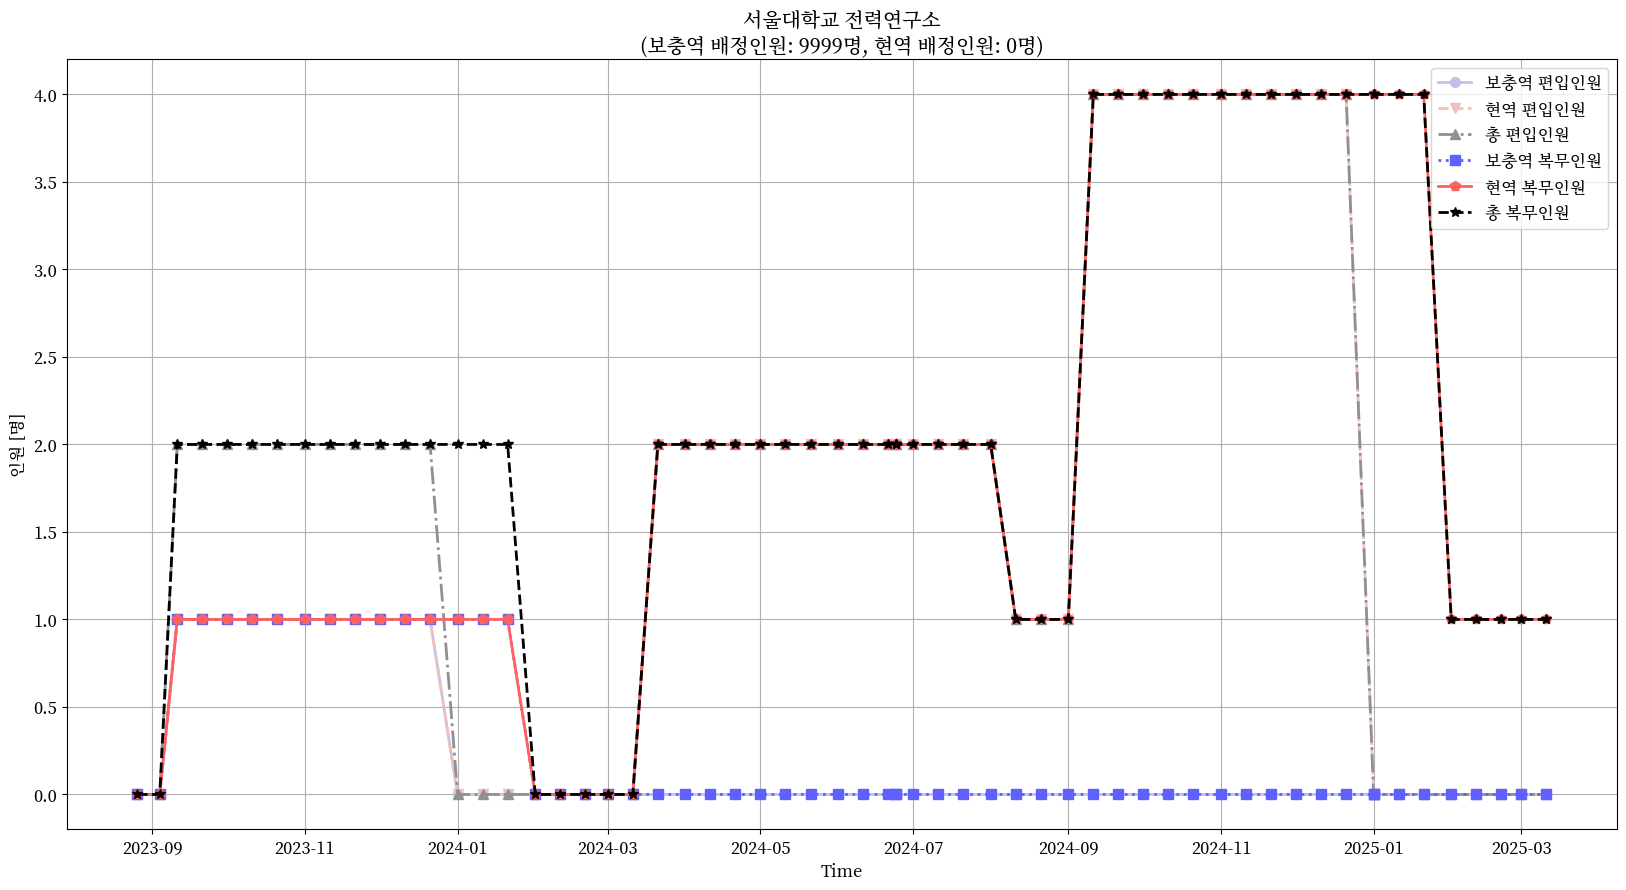 서울대학교 전력연구소
(보충역 배정인원: 9999명, 현역 배정인원: 0명)
4.0
3.5
3.0
2.5
2.0
1.5
1.0
0.5
0.0
인원 [명]
보충역 편입인원
현역 편입인원
총 편입인원
보충역 복무인원
현역 복무인원
총 복무인원
2023-09 2023-11 2024-01 2024-03 2024-05 2024-07 2024-09 2024-11 2025-01 2025-03
Time